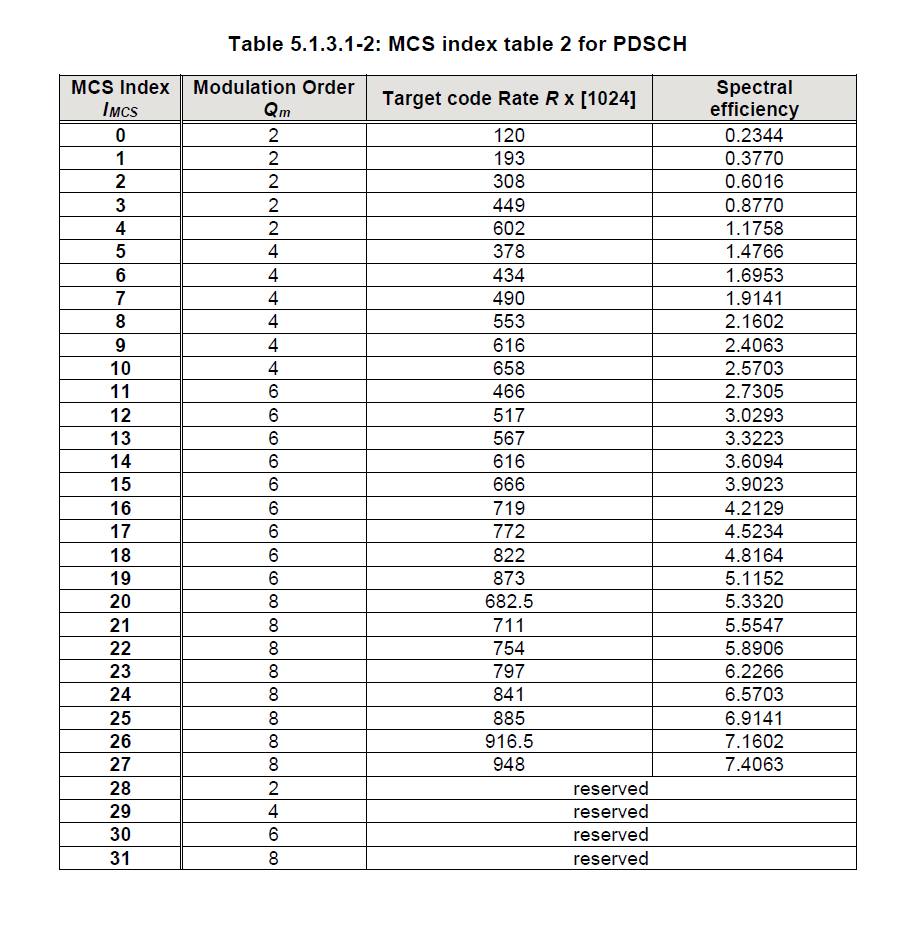 Table 5.1.3.1-2: MCS index table 2 for PDSCH
MCS Index Modulation Order Target code Rate R x [1024] Spectral
IMCS Qm efficiency
0 2 120 0.2344
1 2 193 0.3770
2 2 308 0.6016
3 2 449 0.8770
4 2 602 1.1758
5 4 378 1.4766
6 4 434 1.6953
7 4 490 1.9141
8 4 553 2.1602
9 4 616 2.4063
10 4 658 2.5703
11 6 466 2.7305
12 6 517 3.0293
13 6 567 3.3223
14 6 616 3.6094
15 6 666 3.9023
16 6 719 4.2129
17 6 772 4.5234
18 6 822 4.8164
19 6 873 5.1152
20 8 682.5 5.3320
21 8 711 5.5547
22 8 754 5.8906
23 8 797 6.2266
24 8 841 6.5703
25 8 885 6.9141
26 8 916.5 7.1602
27 8 948 7.4063
28 2 reserved
29 4 reserved
30 6 reserved
31 8 reserved